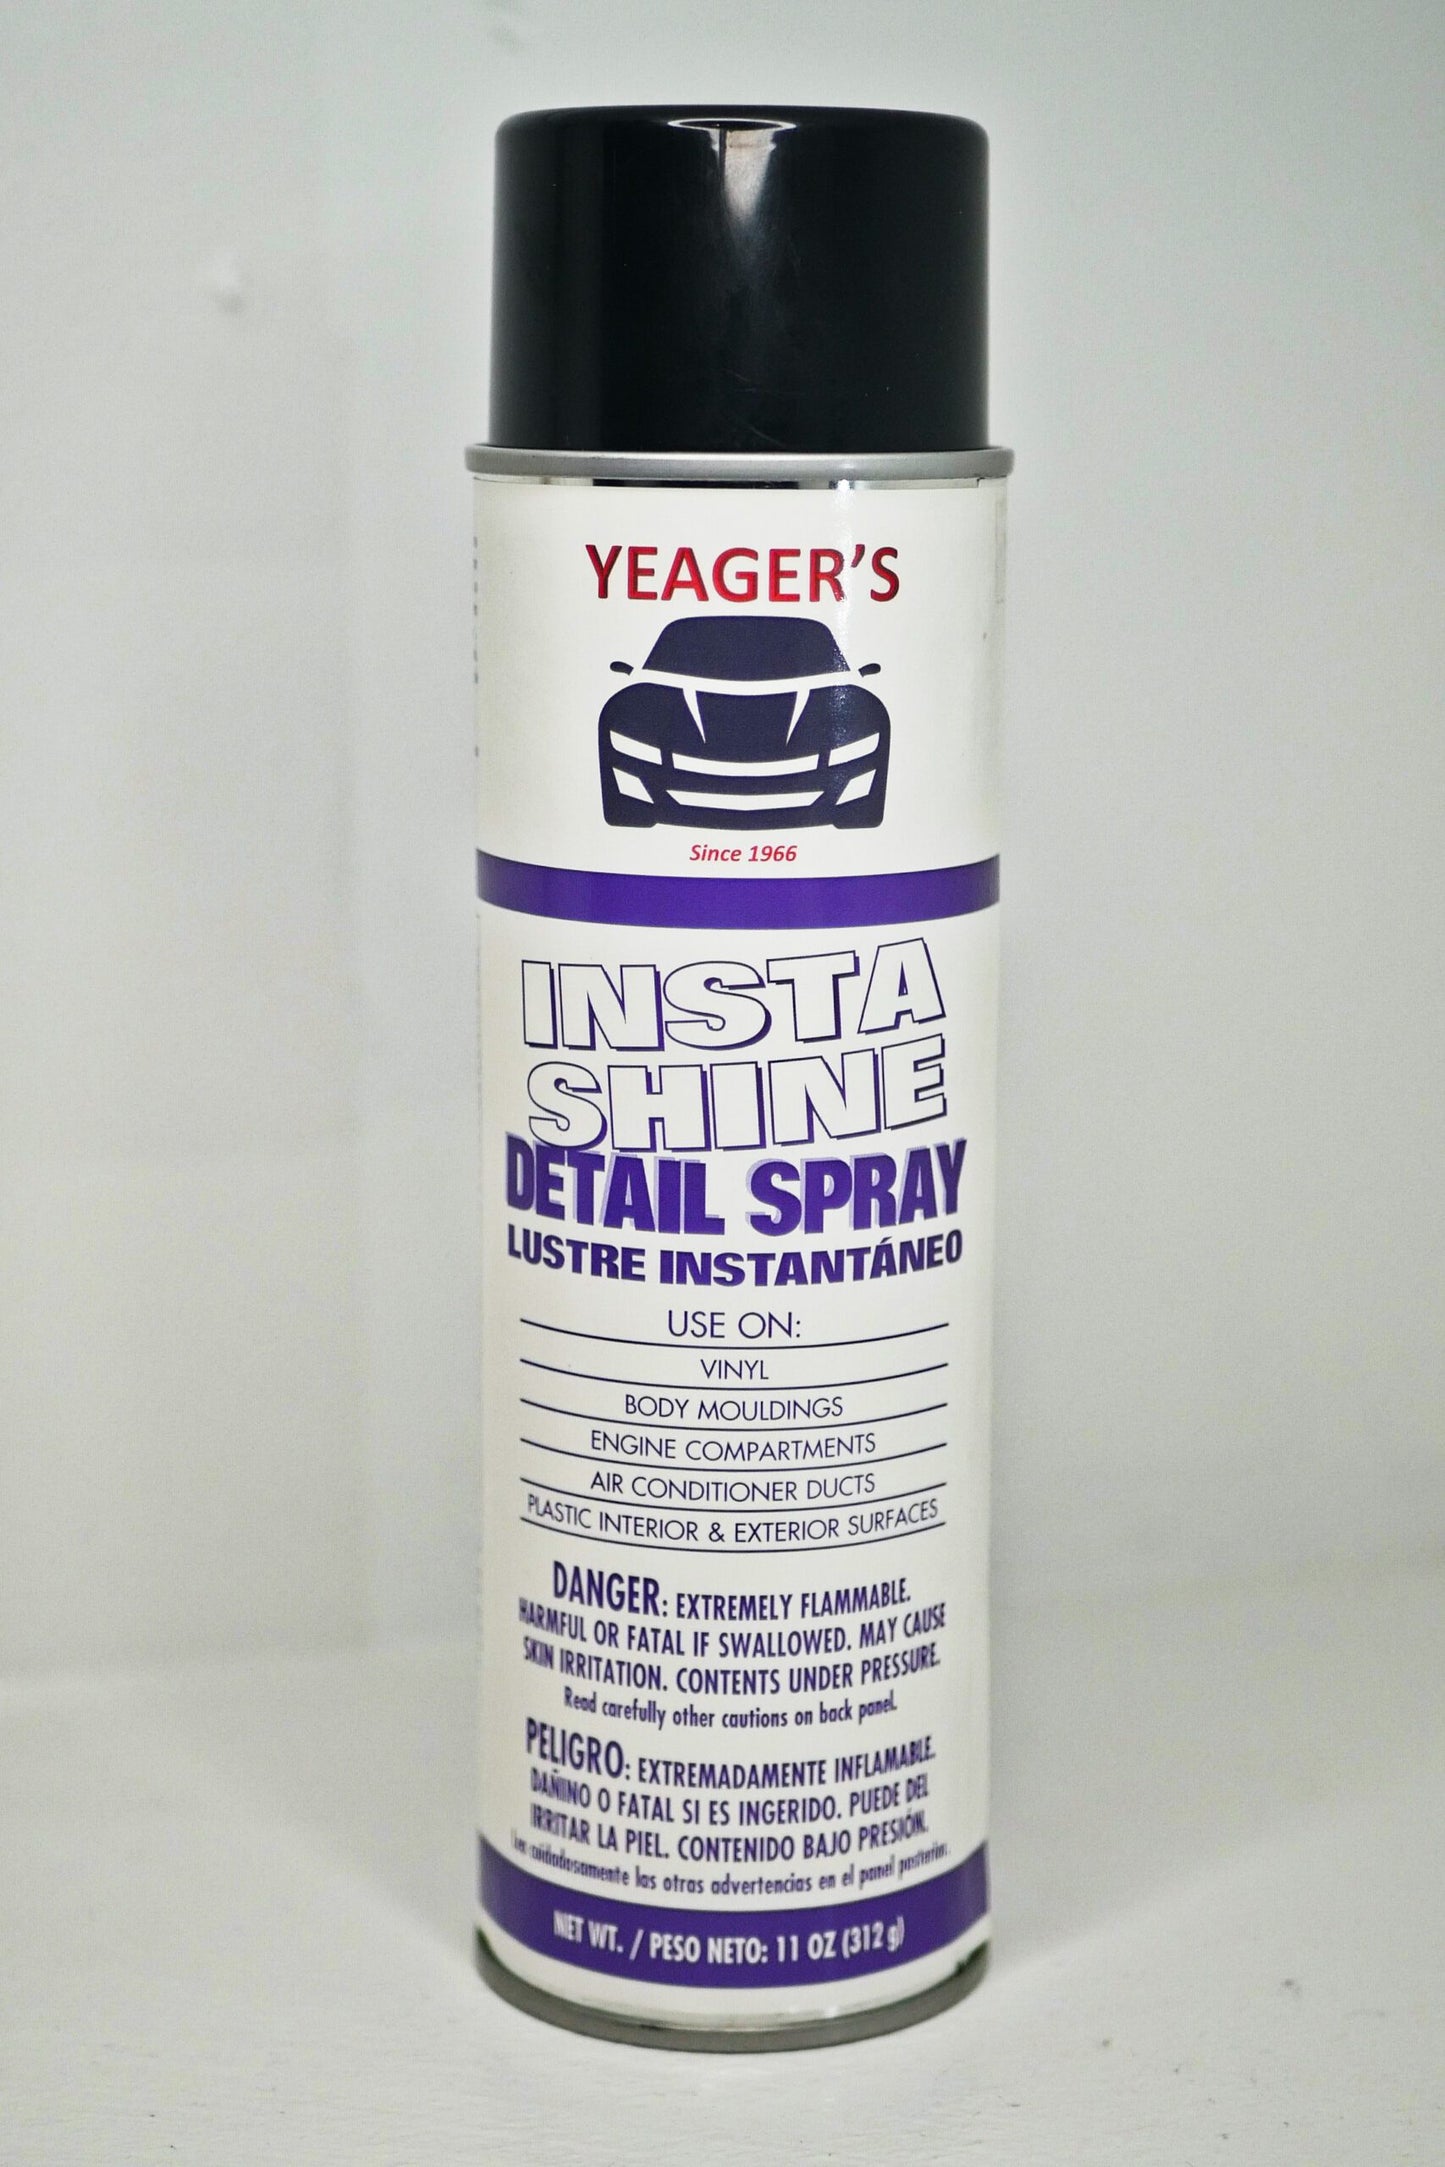 YEAGER'S
Since 1966
INSTA
SHINE
DETAIL SPRAY
LUSTRE INSTANTÁNEO
USE ON:
VINYL
BODY MOULDINGS
ENGINE COMPARTMENTS
AIR CONDITIONER DUCTS
PLASTIC INTERIOR & EXTERIOR SURFACES
DANGER: EXTREMELY FLAMMABLE.
HARMFUL OR FATAL IF SWALLOWED. MAY CAUSE
SKIN IRRITATION. CONTENTS UNDER PRESSURE.
Read carefully other cautions on back panel.
PELIGRO: EXTREMADAMENTE INFLAMABLE.
DAÑINO O FATAL SI ES INGERIDO. PUEDE DEL
IRRITAR LA PIEL. CONTENIDO BAJO PRESIÓN.
cuidadosamente las otras advertencias en el panel
NET WT. / PESO NETO: 11 OZ (312 g)